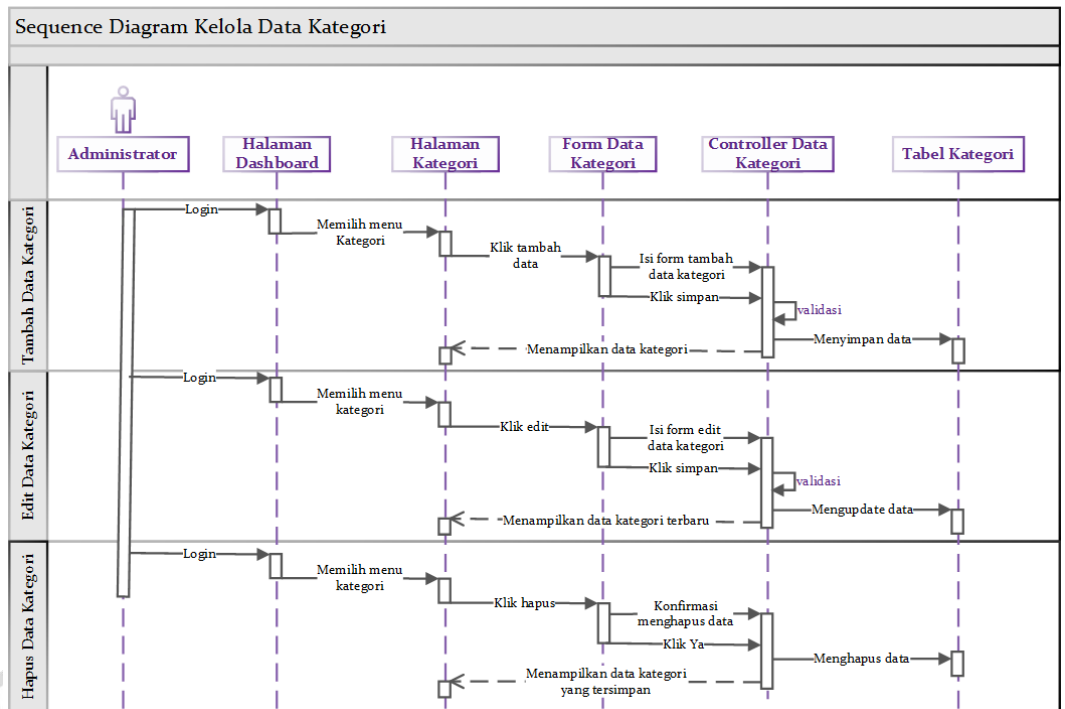 Sequence Diagram Kelola Data Kategori
Administrator
Halaman
Dashboard
Halaman
Kategori
Form Data
Kategori
Controller Data
Kategori
Tabel Kategori
Tambah Data Kategori
Login
Memilih menu
Kategori
Klik tambah
data
Isi form tambah
data kategori
Klik simpan
validasi
Menyimpan data
Menampilkan data kategori
Edit Data Kategori
Login
Memilih menu
kategori
Klik edit
Isi form edit
data kategori
Klik simpan
validasi
Mengupdate data
Menampilkan data kategori terbaru
Hapus Data Kategori
Login
Memilih menu
kategori
Klik hapus
Konfirmasi
menghapus data
Klik Ya
Menghapus data
Menampilkan data kategori
yang tersimpan